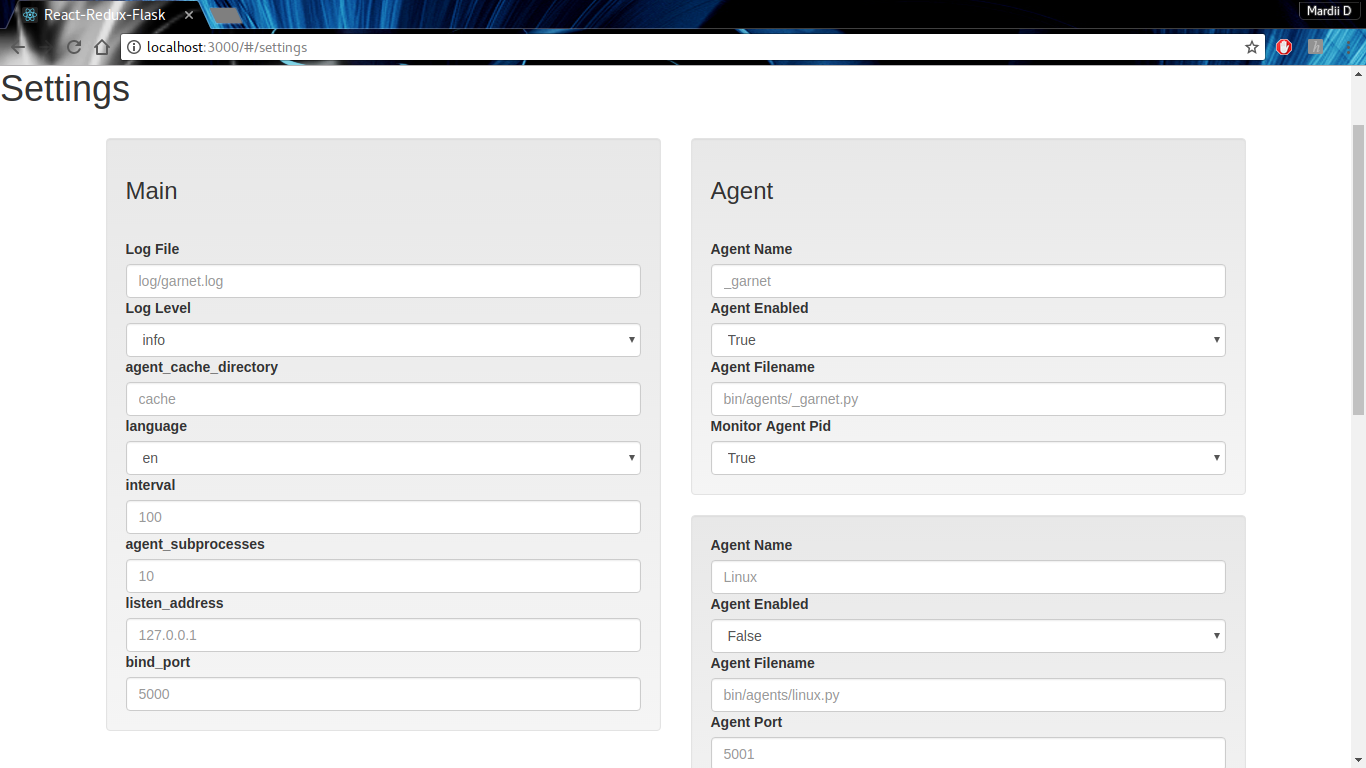 React-Redux-Flask
Mardii D
localhost:3000/#/settings
Settings
Main
Log File
log/garnet.log
Log Level
info
agent_cache_directory
cache
language
en
interval
100
agent_subprocesses
10
listen_address
127.0.0.1
bind_port
5000
Agent
Agent Name
_garnet
Agent Enabled
True
Agent Filename
bin/agents/_garnet.py
Monitor Agent Pid
True
Agent Name
Linux
Agent Enabled
False
Agent Filename
bin/agents/linux.py
Agent Port
5001